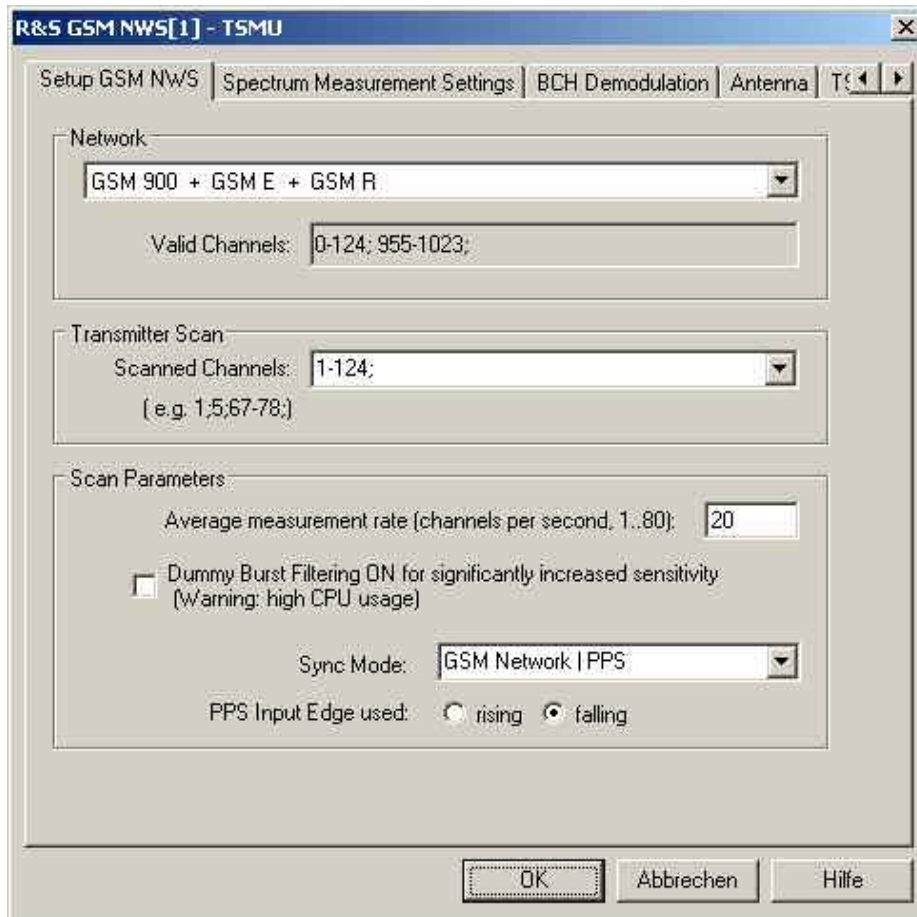 R&S GSM NWS[1] - TSMU
Setup GSM NWS Spectrum Measurement Settings BCH Demodulation Antenna
Network
GSM 900 + GSM E + GSM R
Valid Channels: 0-124; 955-1023;
Transmitter Scan
Scanned Channels: 1-124;
( e.g. 1;5;67-78;)
Scan Parameters
Average measurement rate (channels per second, 1..80): 20
Dummy Burst Filtering ON for significantly increased sensitivity
(Warning: high CPU usage)
Sync Mode: GSM Network | PPS
PPS Input Edge used: rising falling
OK Abbrechen Hilfe